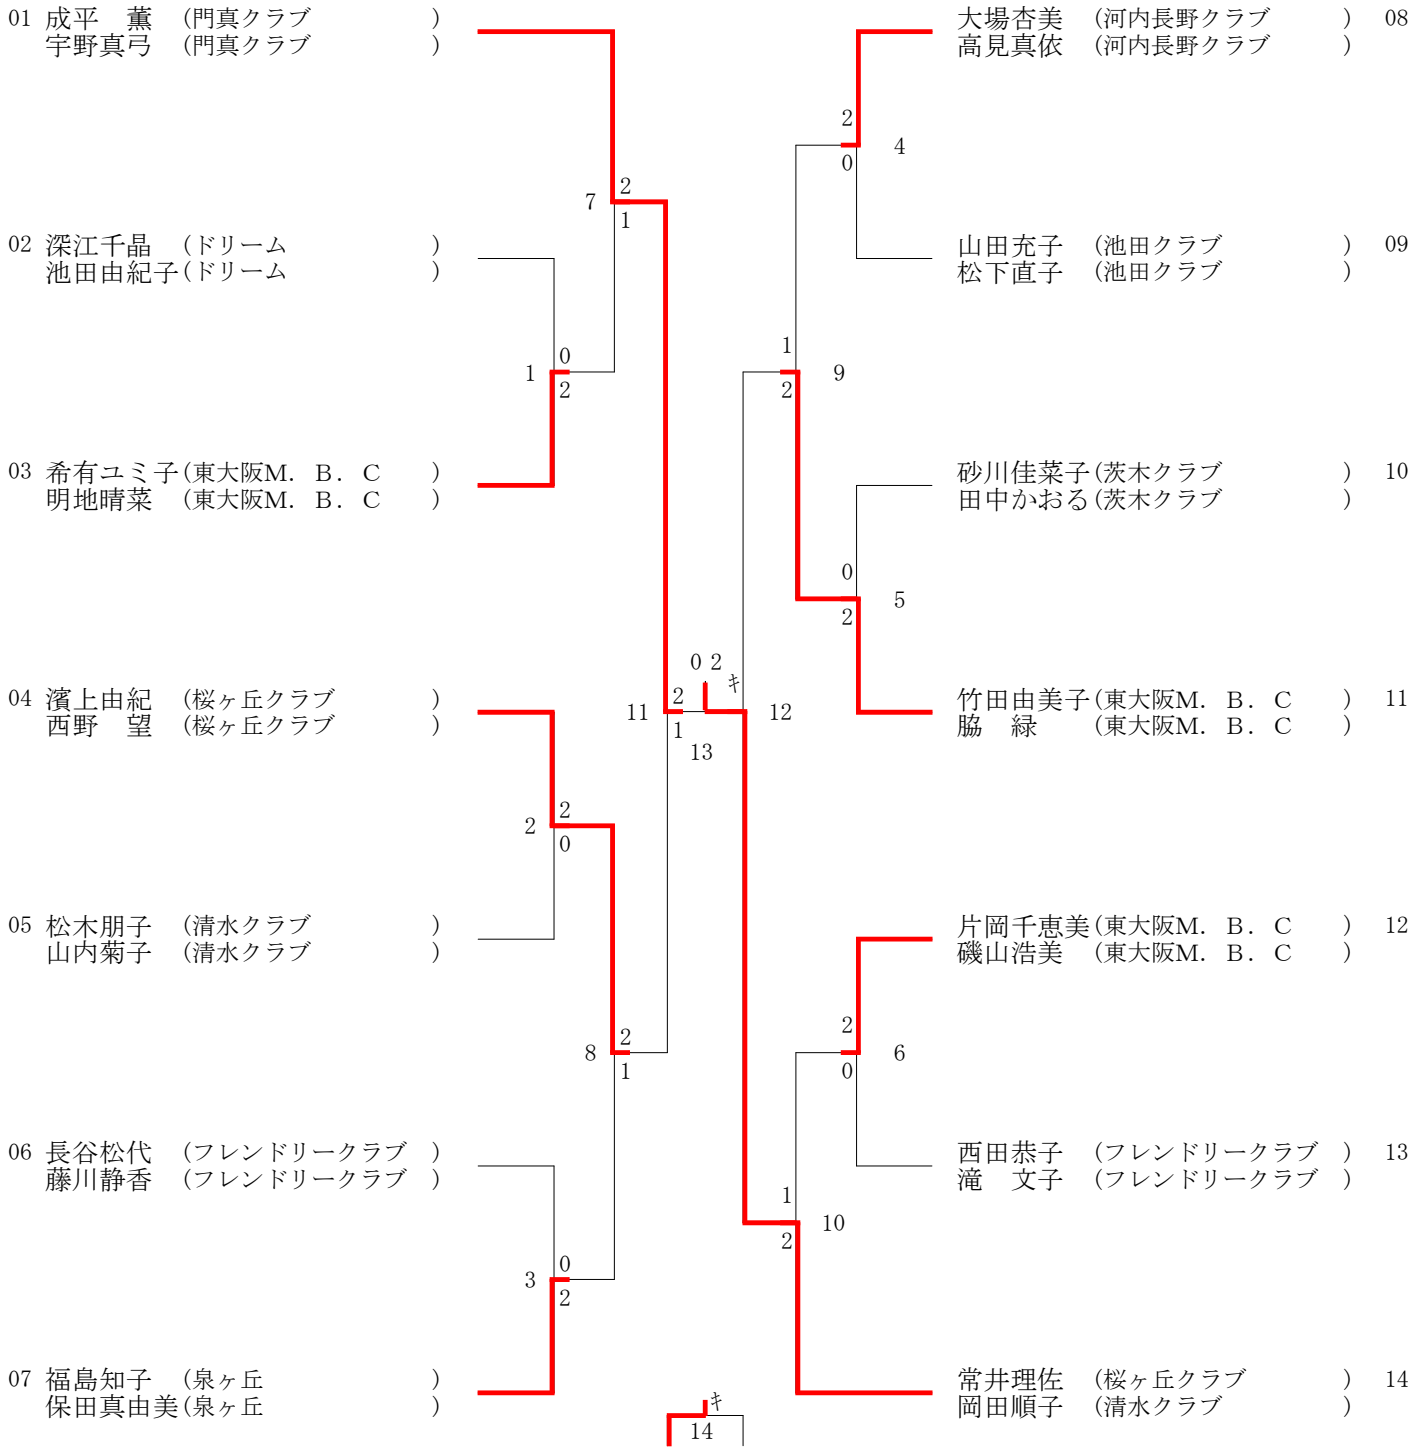 01 成平　薫　(門真クラブ　　　　　)
宇野真弓　(門真クラブ　　　　　)
02 深江千晶　(ドリーム　　　　　　)
池田由紀子(ドリーム　　　　　　)
03 希有ユミ子(東大阪M．B．C　　)
明地晴菜　(東大阪M．B．C　　)
04 濱上由紀　(桜ヶ丘クラブ　　　　)
西野　望　(桜ヶ丘クラブ　　　　)
05 松木朋子　(清水クラブ　　　　　)
山内菊子　(清水クラブ　　　　　)
06 長谷松代　(フレンドリークラブ　)
藤川静香　(フレンドリークラブ　)
07 福島知子　(泉ヶ丘　　　　　　　)
保田真由美(泉ヶ丘　　　　　　　)
7
2
1
1
0
2
11
2
1
2
2
0
8
2
1
3
0
2
0 2
ｷ
13
12
大場杏美　(河内長野クラブ　　　) 08
高見真依　(河内長野クラブ　　　)
山田充子　(池田クラブ　　　　　) 09
松下直子　(池田クラブ　　　　　)
砂川佳菜子(茨木クラブ　　　　　) 10
田中かおる(茨木クラブ　　　　　)
竹田由美子(東大阪M．B．C　　) 11
脇　緑　　(東大阪M．B．C　　)
片岡千恵美(東大阪M．B．C　　) 12
磯山浩美　(東大阪M．B．C　　)
西田恭子　(フレンドリークラブ　) 13
滝　文子　(フレンドリークラブ　)
常井理佐　(桜ヶ丘クラブ　　　　) 14
岡田順子　(清水クラブ　　　　　)
2
0
4
1
2
9
0
2
5
2
0
6
1
2
10
ｷ
14